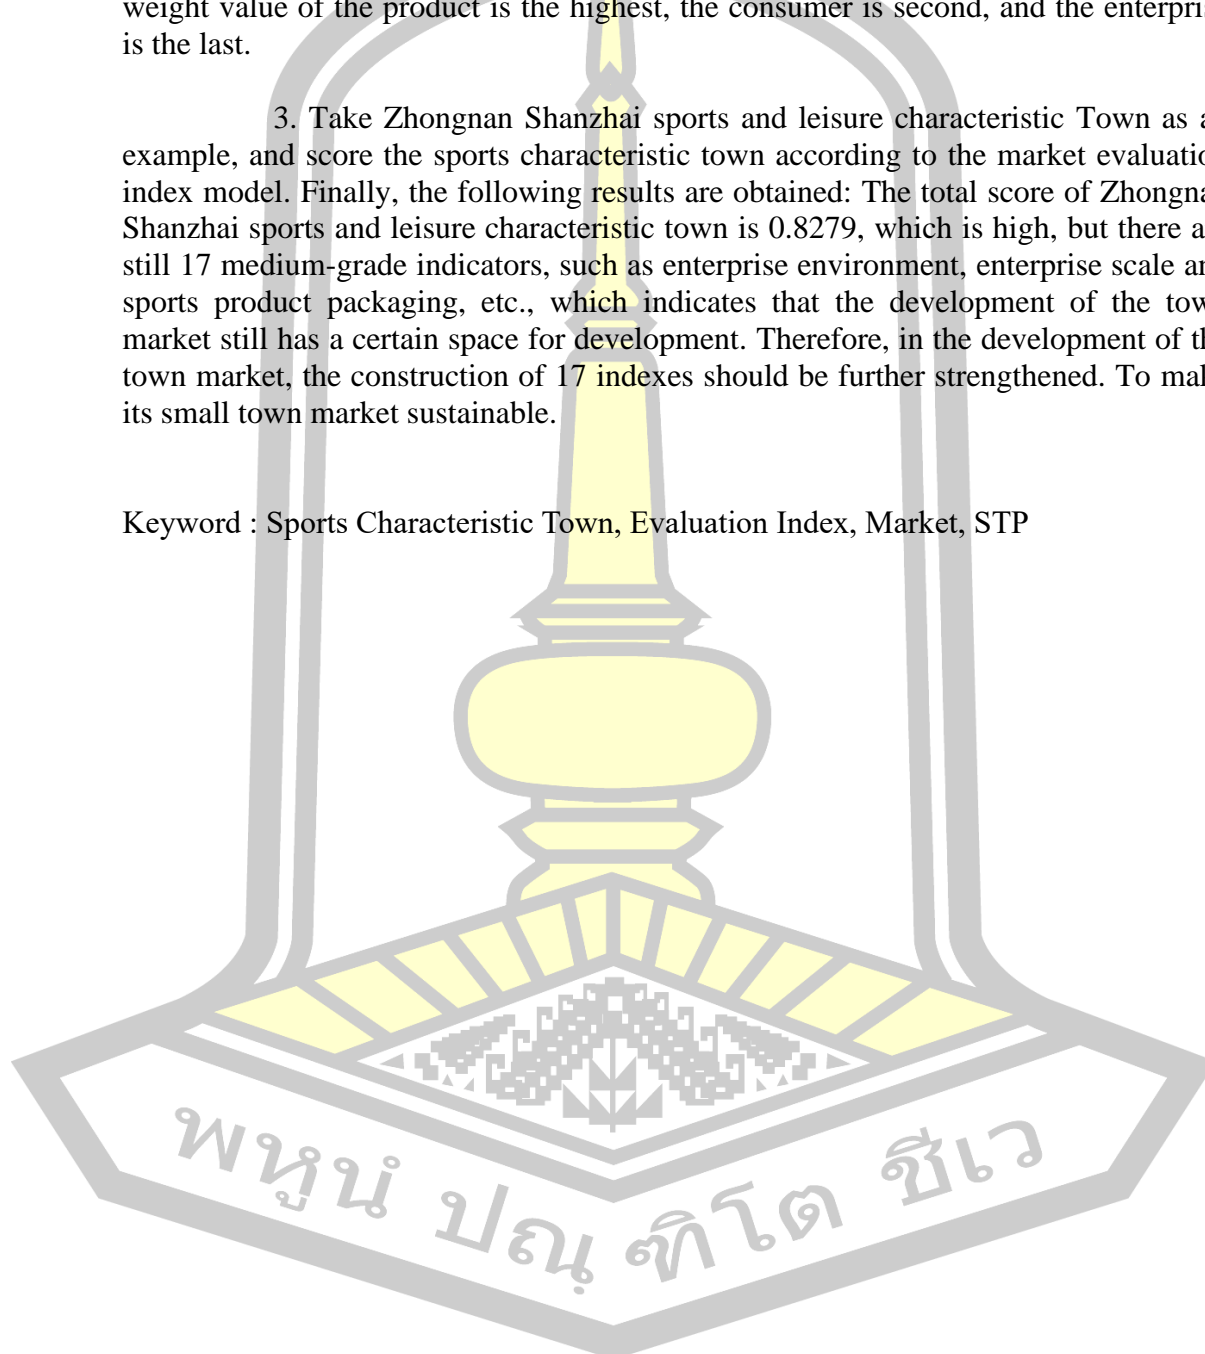 weight value of the product is the highest, the consumer is second, and the enterpris
is the last.
3. Take Zhongnan Shanzhai sports and leisure characteristic Town as a
example, and score the sports characteristic town according to the market evaluatio
index model. Finally, the following results are obtained: The total score of Zhongna
Shanzhai sports and leisure characteristic town is 0.8279, which is high, but there a
still 17 medium-grade indicators, such as enterprise environment, enterprise scale an
sports product packaging, etc., which indicates that the development of the tow
market still has a certain space for development. Therefore, in the development of th
town market, the construction of 17 indexes should be further strengthened. To mak
its small town market sustainable.
Keyword : Sports Characteristic Town, Evaluation Index, Market, STP
พหูนํ ปณฺ ฑิโต ชีเว